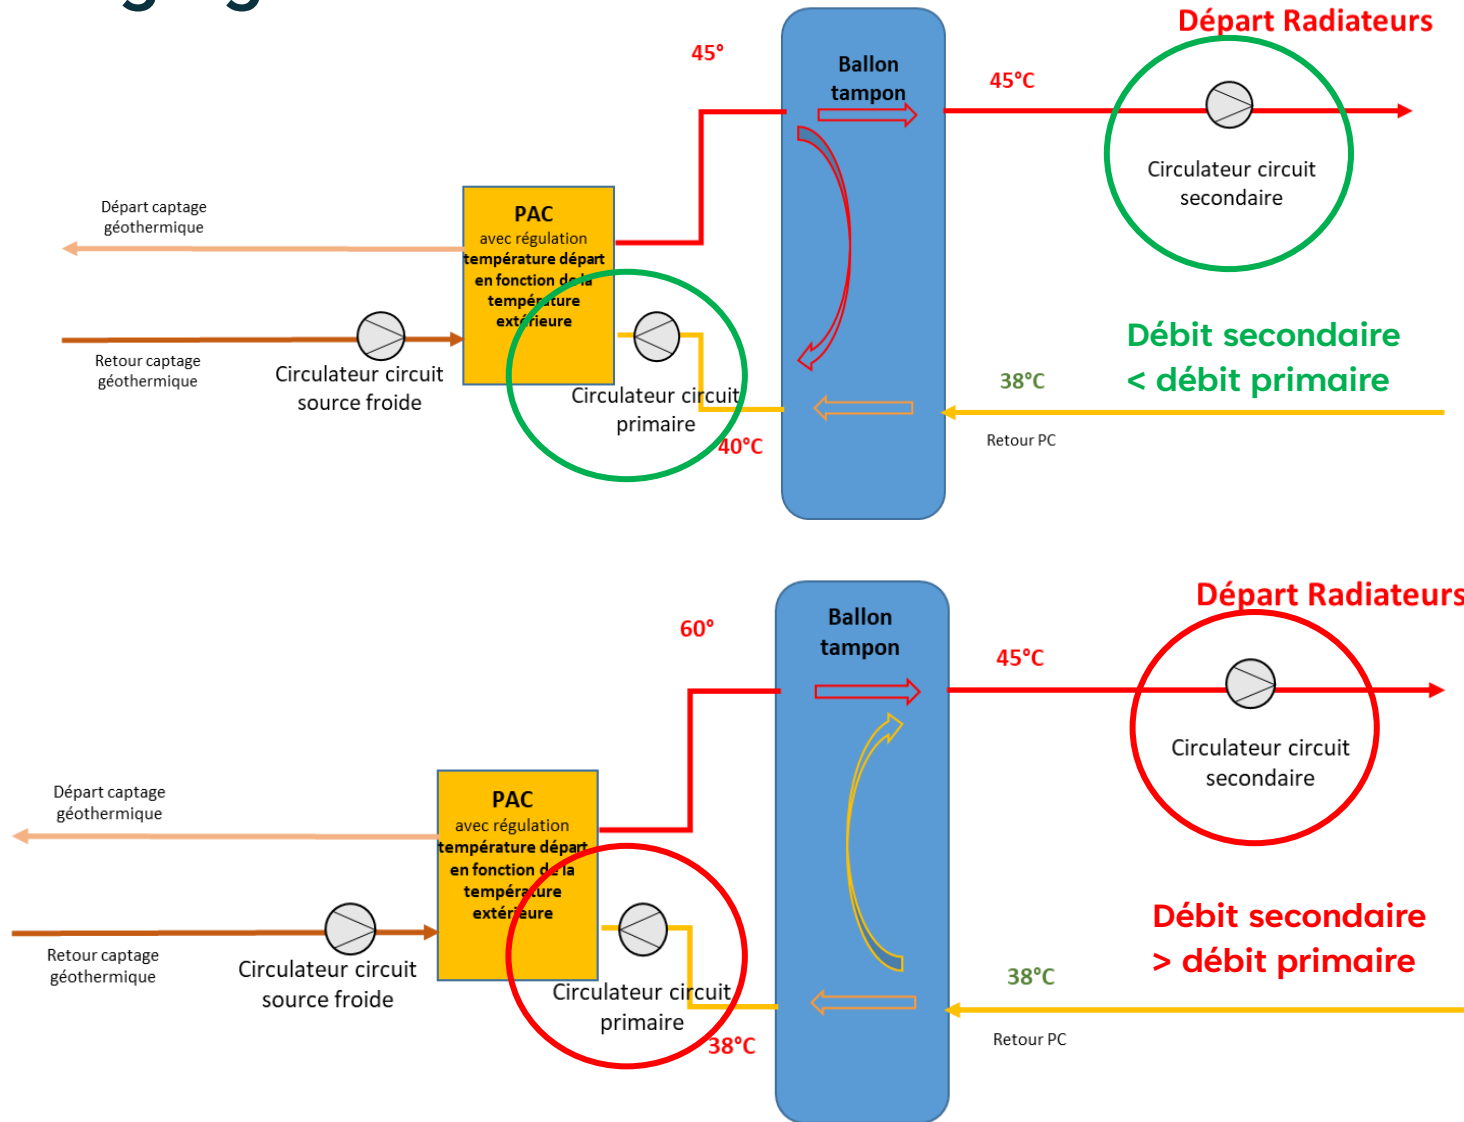 Départ Radiateurs
45°
Ballon
tampon
45°C
Circulateur circuit
secondaire
Départ captage
géothermique
PAC
avec régulation
température départ
en fonction de la
température
extérieure
Retour captage
géothermique
Circulateur circuit
source froide
Circulateur circuit
primaire
40°C
Débit secondaire
< débit primaire
38°C
Retour PC
Départ Radiateurs
60°
Ballon
tampon
45°C
Circulateur circuit
secondaire
Départ captage
géothermique
PAC
avec régulation
température départ
en fonction de la
température
extérieure
Retour captage
géothermique
Circulateur circuit
source froide
Circulateur circuit
primaire
38°C
Débit secondaire
> débit primaire
38°C
Retour PC